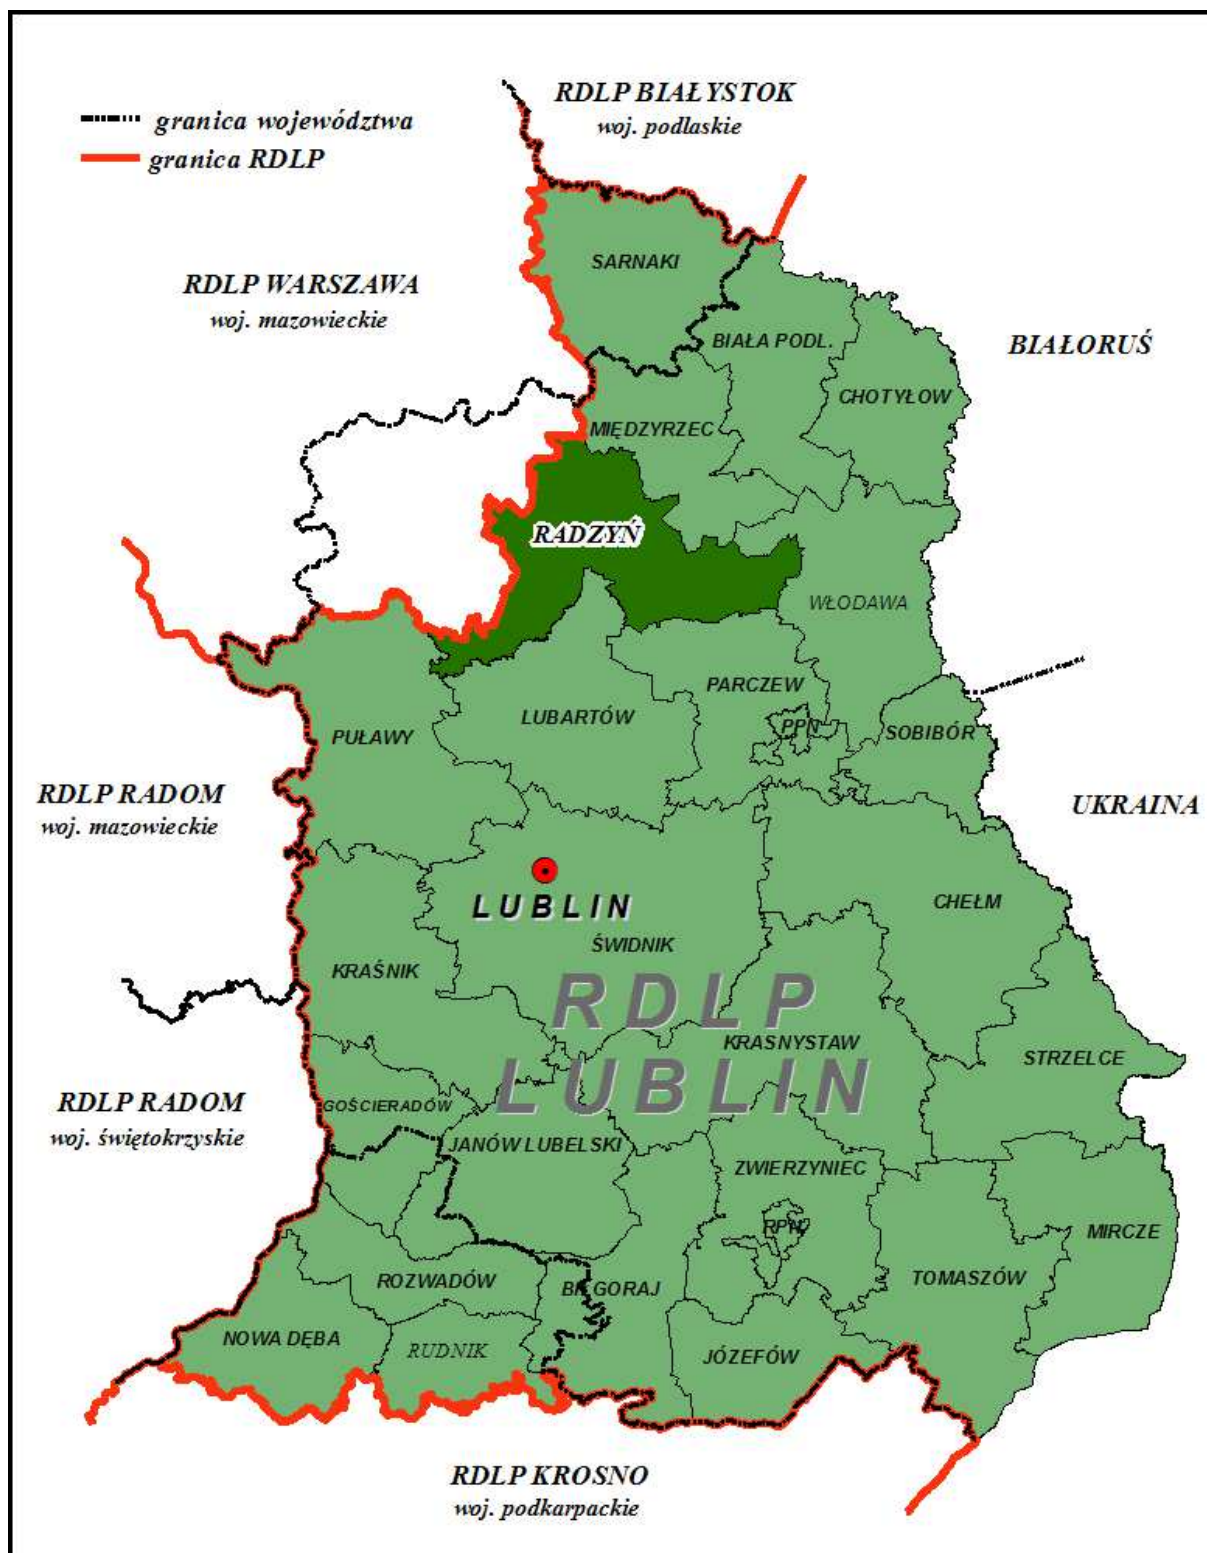 RDLP BIAŁYSTOK
woj. podlaskie
granica województwa
granica RDLP
SARNAKI
RDLP WARSZAWA
woj. mazowieckie
BIAŁA PODL.
BIAŁORUŚ
CHOTYŁOW
MIĘDZYRZEC
RADZYŃ
WŁODAWA
PARCZEW
LUBARTÓW
PPN
SOBIBÓR
PUŁAWY
RDLP RADOM
woj. mazowieckie
UKRAINA
LUBLIN
CHEŁM
ŚWIDNIK
KRAŚNIK
RDLP
LUBLIN
KRASNYSTAW
STRZELCE
RDLP RADOM
woj. świętokrzyskie
GOŚCIERADÓW
JANÓW LUBELSKI
ZWIERZYNIEC
RPN
MIRCZE
ROZWADÓW
BIŁGORAJ
TOMASZÓW
NOWA DĘBA
RUDNIK
JÓZEFÓW
RDLP KROSNO
woj. podkarpackie